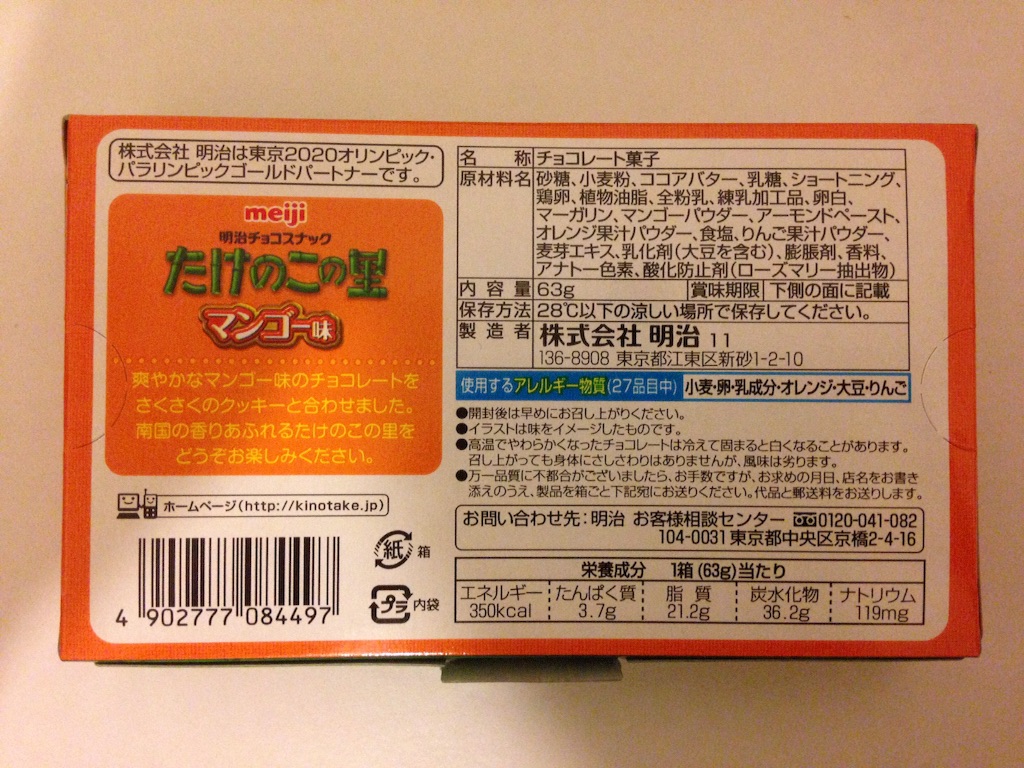 株式会社 明治は東京2020オリンピック・
パラリンピックゴールドパートナーです。
meiji
明治チョコスナック
たけのこの里
マンゴー味
爽やかなマンゴー味のチョコレートを
さくさくのクッキーと合わせました。
南国の香りあふれるたけのこの里を
どうぞお楽しみください。
ホームページ(http://kinotake.jp)
4 902777 084497
紙 箱
プラ 内袋
名 称 チョコレート菓子
原材料名 砂糖、小麦粉、ココアバター、乳糖、ショートニング、
鶏卵、植物油脂、全粉乳、練乳加工品、卵白、
マーガリン、マンゴーパウダー、アーモンドペースト、
オレンジ果汁パウダー、食塩、りんご果汁パウダー、
麦芽エキス、乳化剤(大豆を含む)、膨脹剤、香料、
アナトー色素、酸化防止剤(ローズマリー抽出物)
内容量 63g 賞味期限 下側の面に記載
保存方法 28℃以下の涼しい場所で保存してください。
製造者 株式会社 明治 11
136-8908 東京都江東区新砂1-2-10
使用するアレルギー物質(27品目中) 小麦・卵・乳成分・オレンジ・大豆・りんご
●開封後は早めにお召し上がりください。
●イラストは味をイメージしたものです。
●高温でやわらかくなったチョコレートは冷えて固まると白くなることがあります。
召し上がっても身体にさしさわりはありませんが、風味は劣ります。
●万一品質に不都合がございましたら、お手数ですが、お求めの月日、店名をお書き
添えのうえ、製品を箱ごと下記宛にお送りください。代品と郵送料をお送りします。
お問い合わせ先：明治 お客様相談センター 0120-041-082
104-0031 東京都中央区京橋2-4-16
栄養成分 1箱(63g)当たり
エネルギー たんぱく質 脂質 炭水化物 ナトリウム
350kcal 3.7g 21.2g 36.2g 119mg